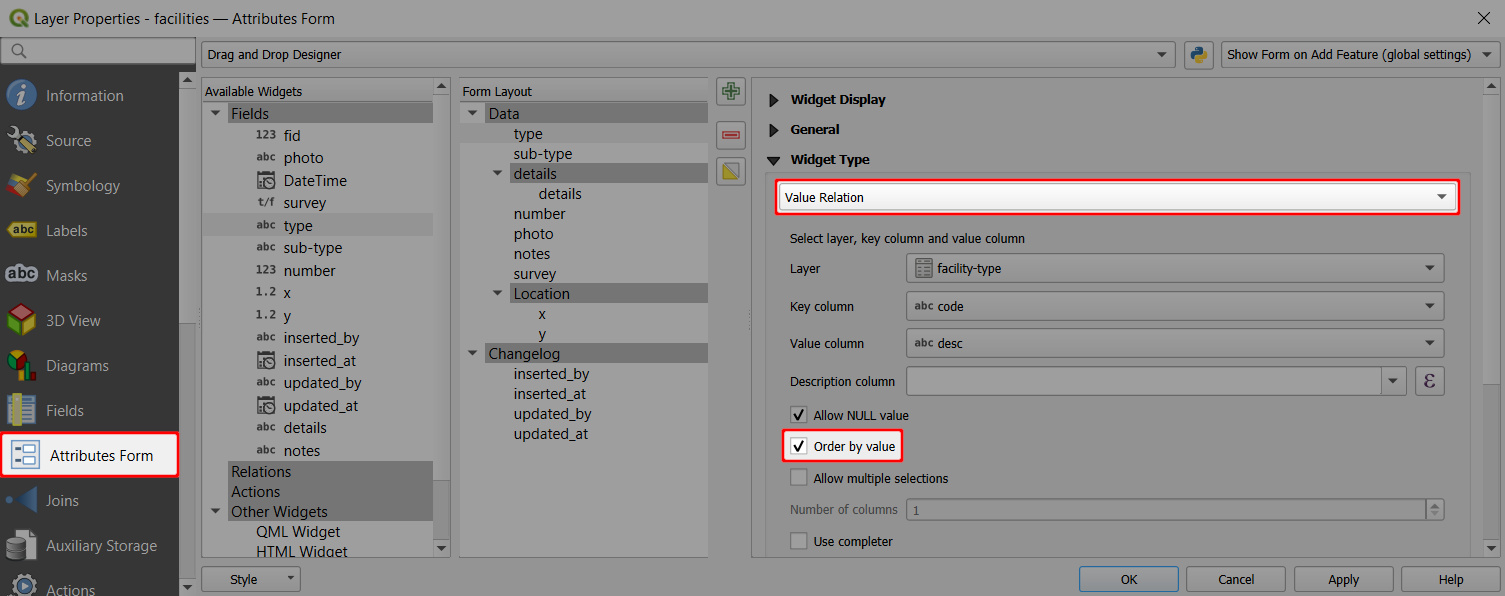 Layer Properties - facilities — Attributes Form
Drag and Drop Designer
Show Form on Add Feature (global settings)
Information
Source
Symbology
abc Labels
abc Masks
3D View
Diagrams
Fields
Attributes Form
Joins
Auxiliary Storage
Actions
Available Widgets
Fields
123 fid
abc photo
DateTime
t/f survey
abc type
abc sub-type
123 number
1.2 x
1.2 y
abc inserted_by
inserted_at
abc updated_by
updated_at
abc details
abc notes
Relations
Actions
Other Widgets
QML Widget
HTML Widget
Form Layout
Data
type
sub-type
details
details
number
photo
notes
survey
Location
x
y
Changelog
inserted_by
inserted_at
updated_by
updated_at
Widget Display
General
Widget Type
Value Relation
Select layer, key column and value column
Layer facility-type
Key column abc code
Value column abc desc
Description column ε
Allow NULL value
Order by value
Allow multiple selections
Number of columns 1
Use completer
Style
OK
Cancel
Apply
Help